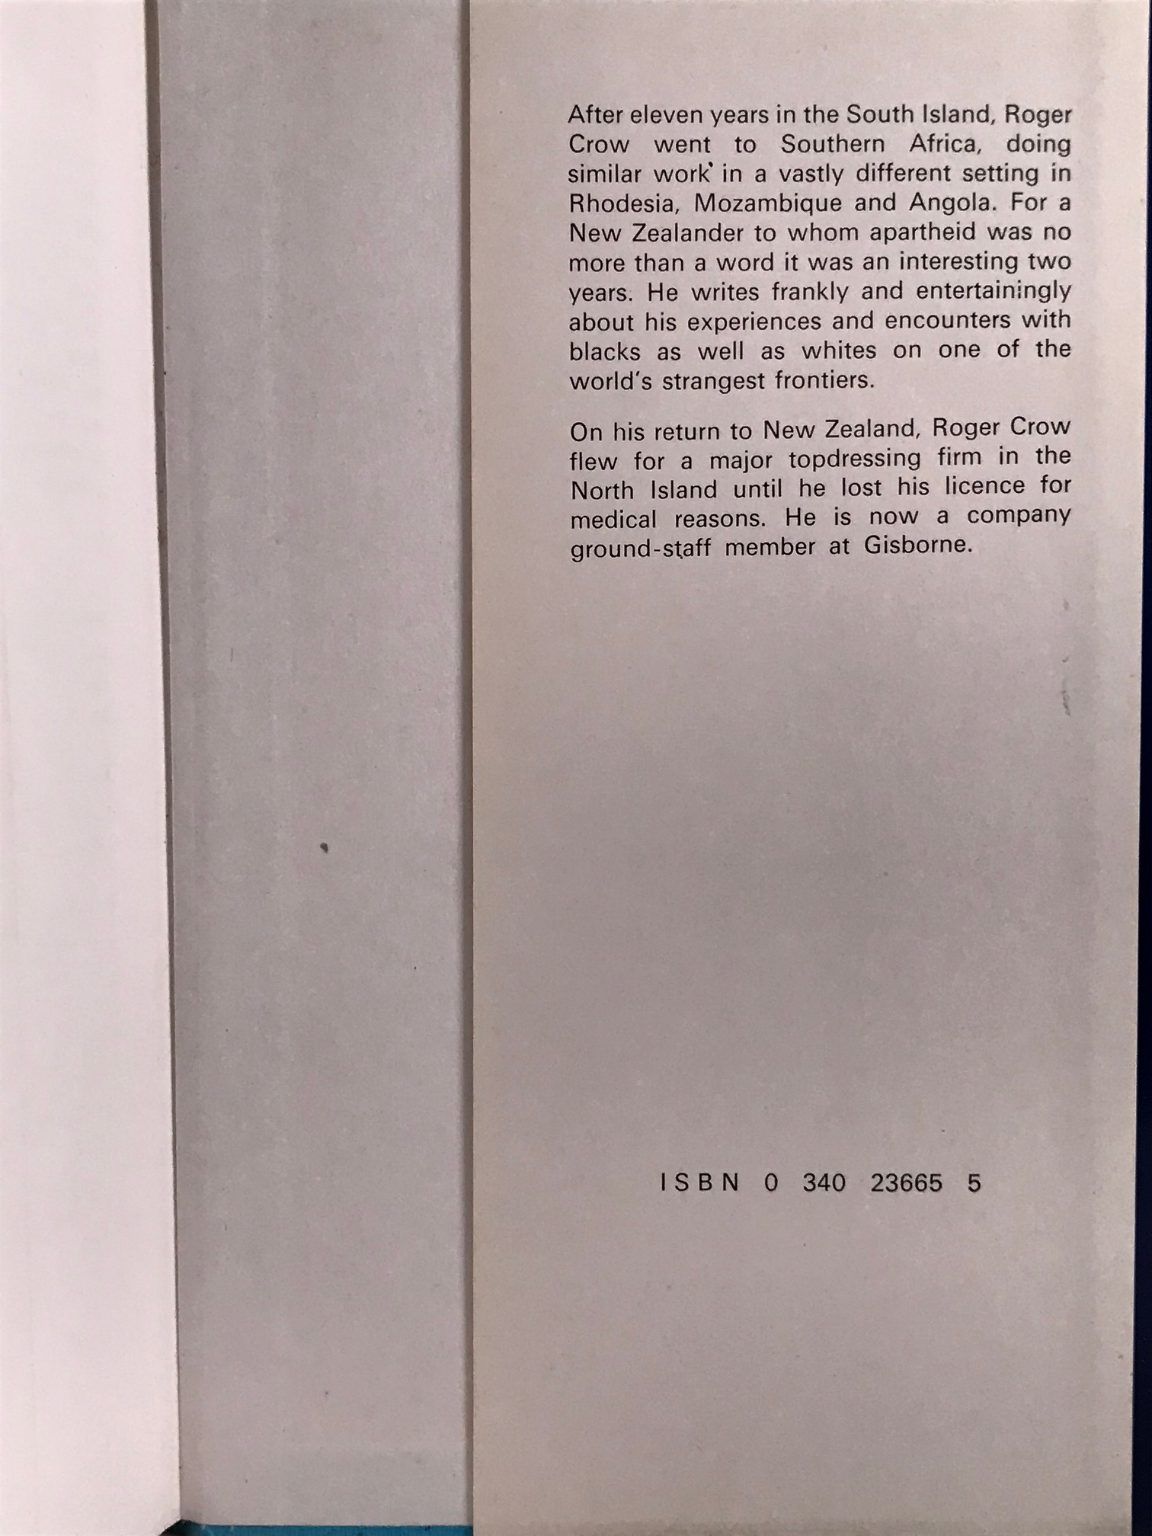 After eleven years in the South Island, Roger
Crow went to Southern Africa, doing
similar work in a vastly different setting in
Rhodesia, Mozambique and Angola. For a
New Zealander to whom apartheid was no
more than a word it was an interesting two
years. He writes frankly and entertainingly
about his experiences and encounters with
blacks as well as whites on one of the
world's strangest frontiers.
On his return to New Zealand, Roger Crow
flew for a major topdressing firm in the
North Island until he lost his licence for
medical reasons. He is now a company
ground-staff member at Gisborne.
ISBN 0 340 23665 5